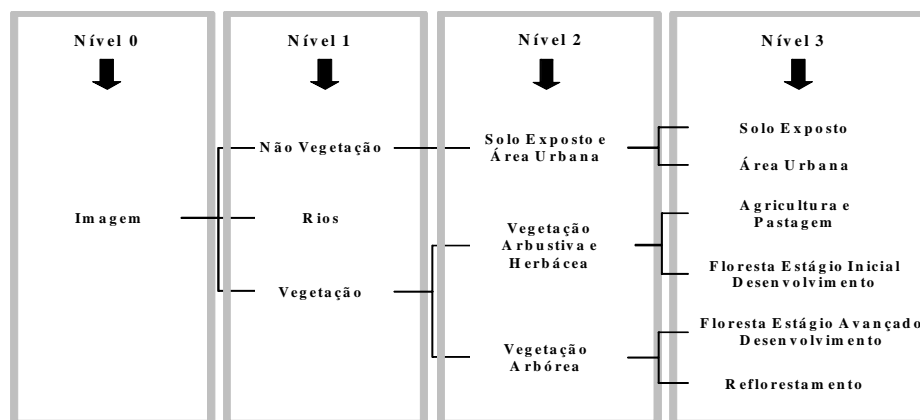 Nível 0
Nível 1
Nível 2
Nível 3
Imagem
Não Vegetação
Rios
Vegetação
Solo Exposto e
Área Urbana
Vegetação
Arbustiva e
Herbácea
Vegetação
Arbórea
Solo Exposto
Área Urbana
Agricultura e
Pastagem
Floresta Estágio Inicial
Desenvolvimento
Floresta Estágio Avançado
Desenvolvimento
Reflorestamento